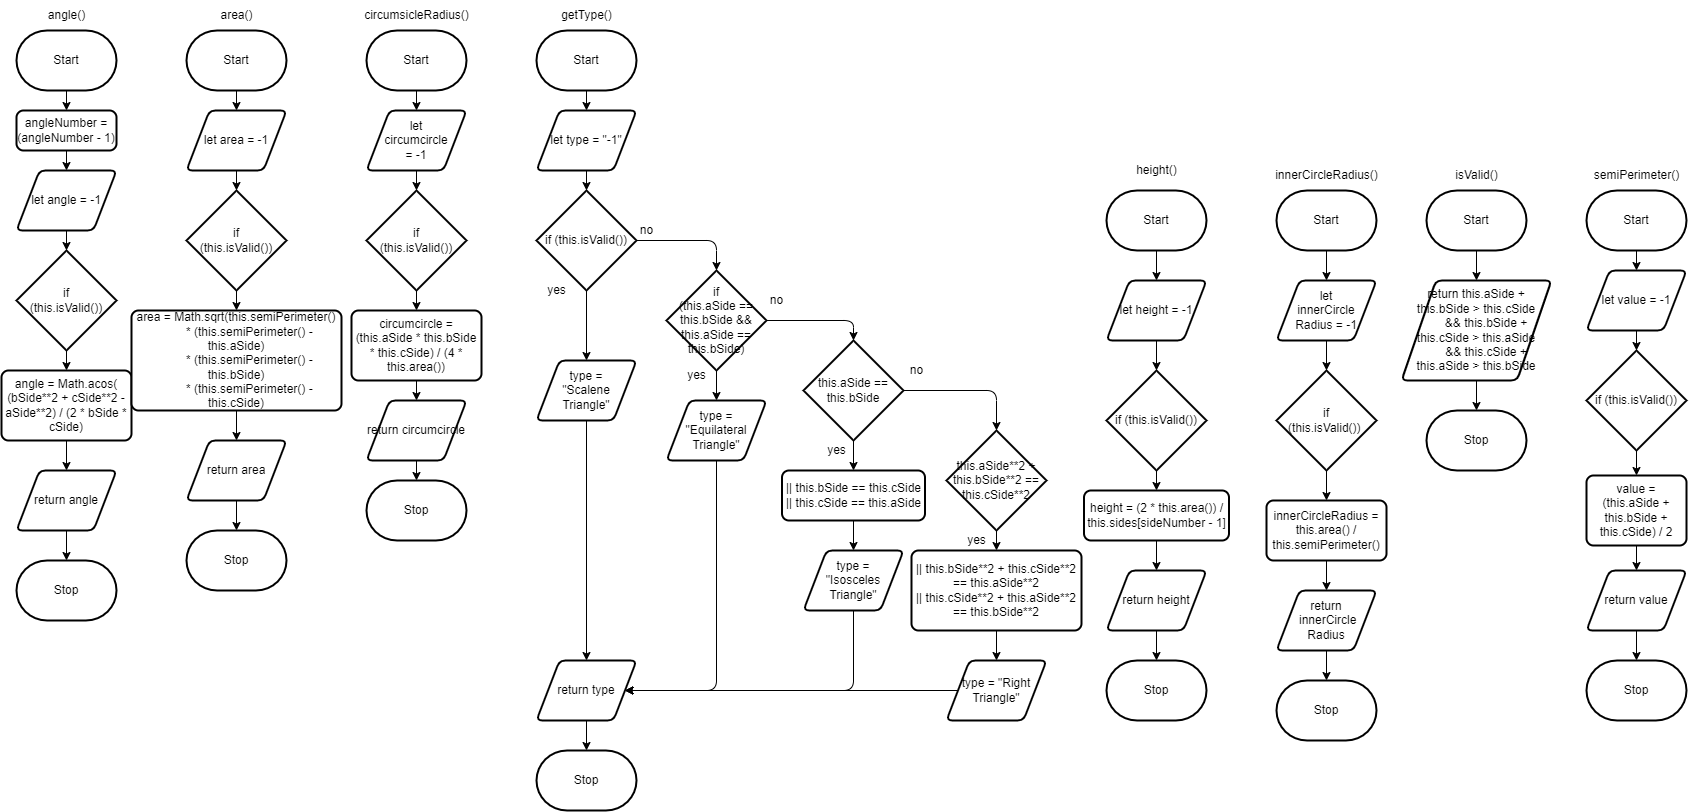 angle()
Start
angleNumber =
(angleNumber - 1)
let angle = -1
if
(this.isValid())
angle = Math.acos(
(bSide**2 + cSide**2 -
aSide**2) / (2 * bSide *
cSide)
return angle
Stop
area()
Start
let area = -1
if
(this.isValid())
area = Math.sqrt(this.semiPerimeter()
* (this.semiPerimeter() -
this.aSide)
* (this.semiPerimeter() -
this.bSide)
* (this.semiPerimeter() -
this.cSide)
return area
Stop
circumsicleRadius()
Start
let
circumcircle
= -1
if
(this.isValid())
circumcircle =
(this.aSide * this.bSide
* this.cSide) / (4 *
this.area())
return circumcircle
Stop
getType()
Start
let type = "-1"
if (this.isValid())
no
yes
type =
"Scalene
Triangle"
if
(this.aSide ==
this.bSide &&
this.aSide ==
this.bSide)
no
yes
type =
"Equilateral
Triangle"
this.aSide ==
this.bSide
no
yes
|| this.bSide == this.cSide
|| this.cSide == this.aSide
type =
"Isosceles
Triangle"
this.aSide**2 +
this.bSide**2 ==
this.cSide**2
yes
|| this.bSide**2 + this.cSide**2
== this.aSide**2
|| this.cSide**2 + this.aSide**2
== this.bSide**2
type = "Right
Triangle"
return type
Stop
height()
Start
let height = -1
if (this.isValid())
height = (2 * this.area()) /
this.sides[sideNumber - 1]
return height
Stop
innerCircleRadius()
Start
let
innerCircle
Radius = -1
if
(this.isValid())
innerCircleRadius =
this.area() /
this.semiPerimeter()
return
innerCircle
Radius
Stop
isValid()
Start
return this.aSide +
this.bSide > this.cSide
&& this.bSide +
this.cSide > this.aSide
&& this.cSide +
this.aSide > this.bSide
Stop
semiPerimeter()
Start
let value = -1
if (this.isValid())
value =
(this.aSide +
this.bSide +
this.cSide) / 2
return value
Stop